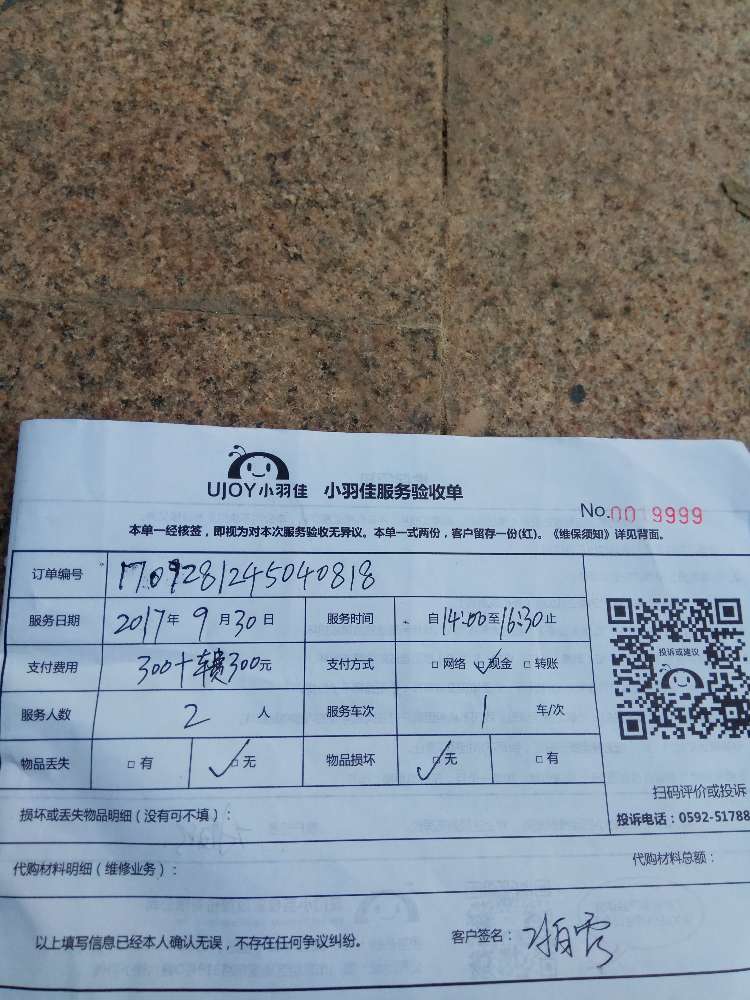 UJOY小羽佳 小羽佳服务验收单
No.0019999
本单一经核签，即视为对本次服务验收无异议。本单一式两份，客户留存一份(红)。《维保须知》详见背面。
订单编号 1709281245040818
服务日期 2017年9月30日 服务时间 自14:00至16:30止
支付费用 300+车费300元 支付方式 □网络 ☑现金 □转账
服务人数 2人 服务车次 1车/次
物品丢失 □有 ☑无 物品损坏 ☑无 □有
投诉或建议
扫码评价或投诉
损坏或丢失物品明细（没有可不填）：
投诉电话：0592-51788
代购材料明细（维修业务）： 代购材料总额：
以上填写信息已经本人确认无误，不存在任何争议纠纷。 客户签名：